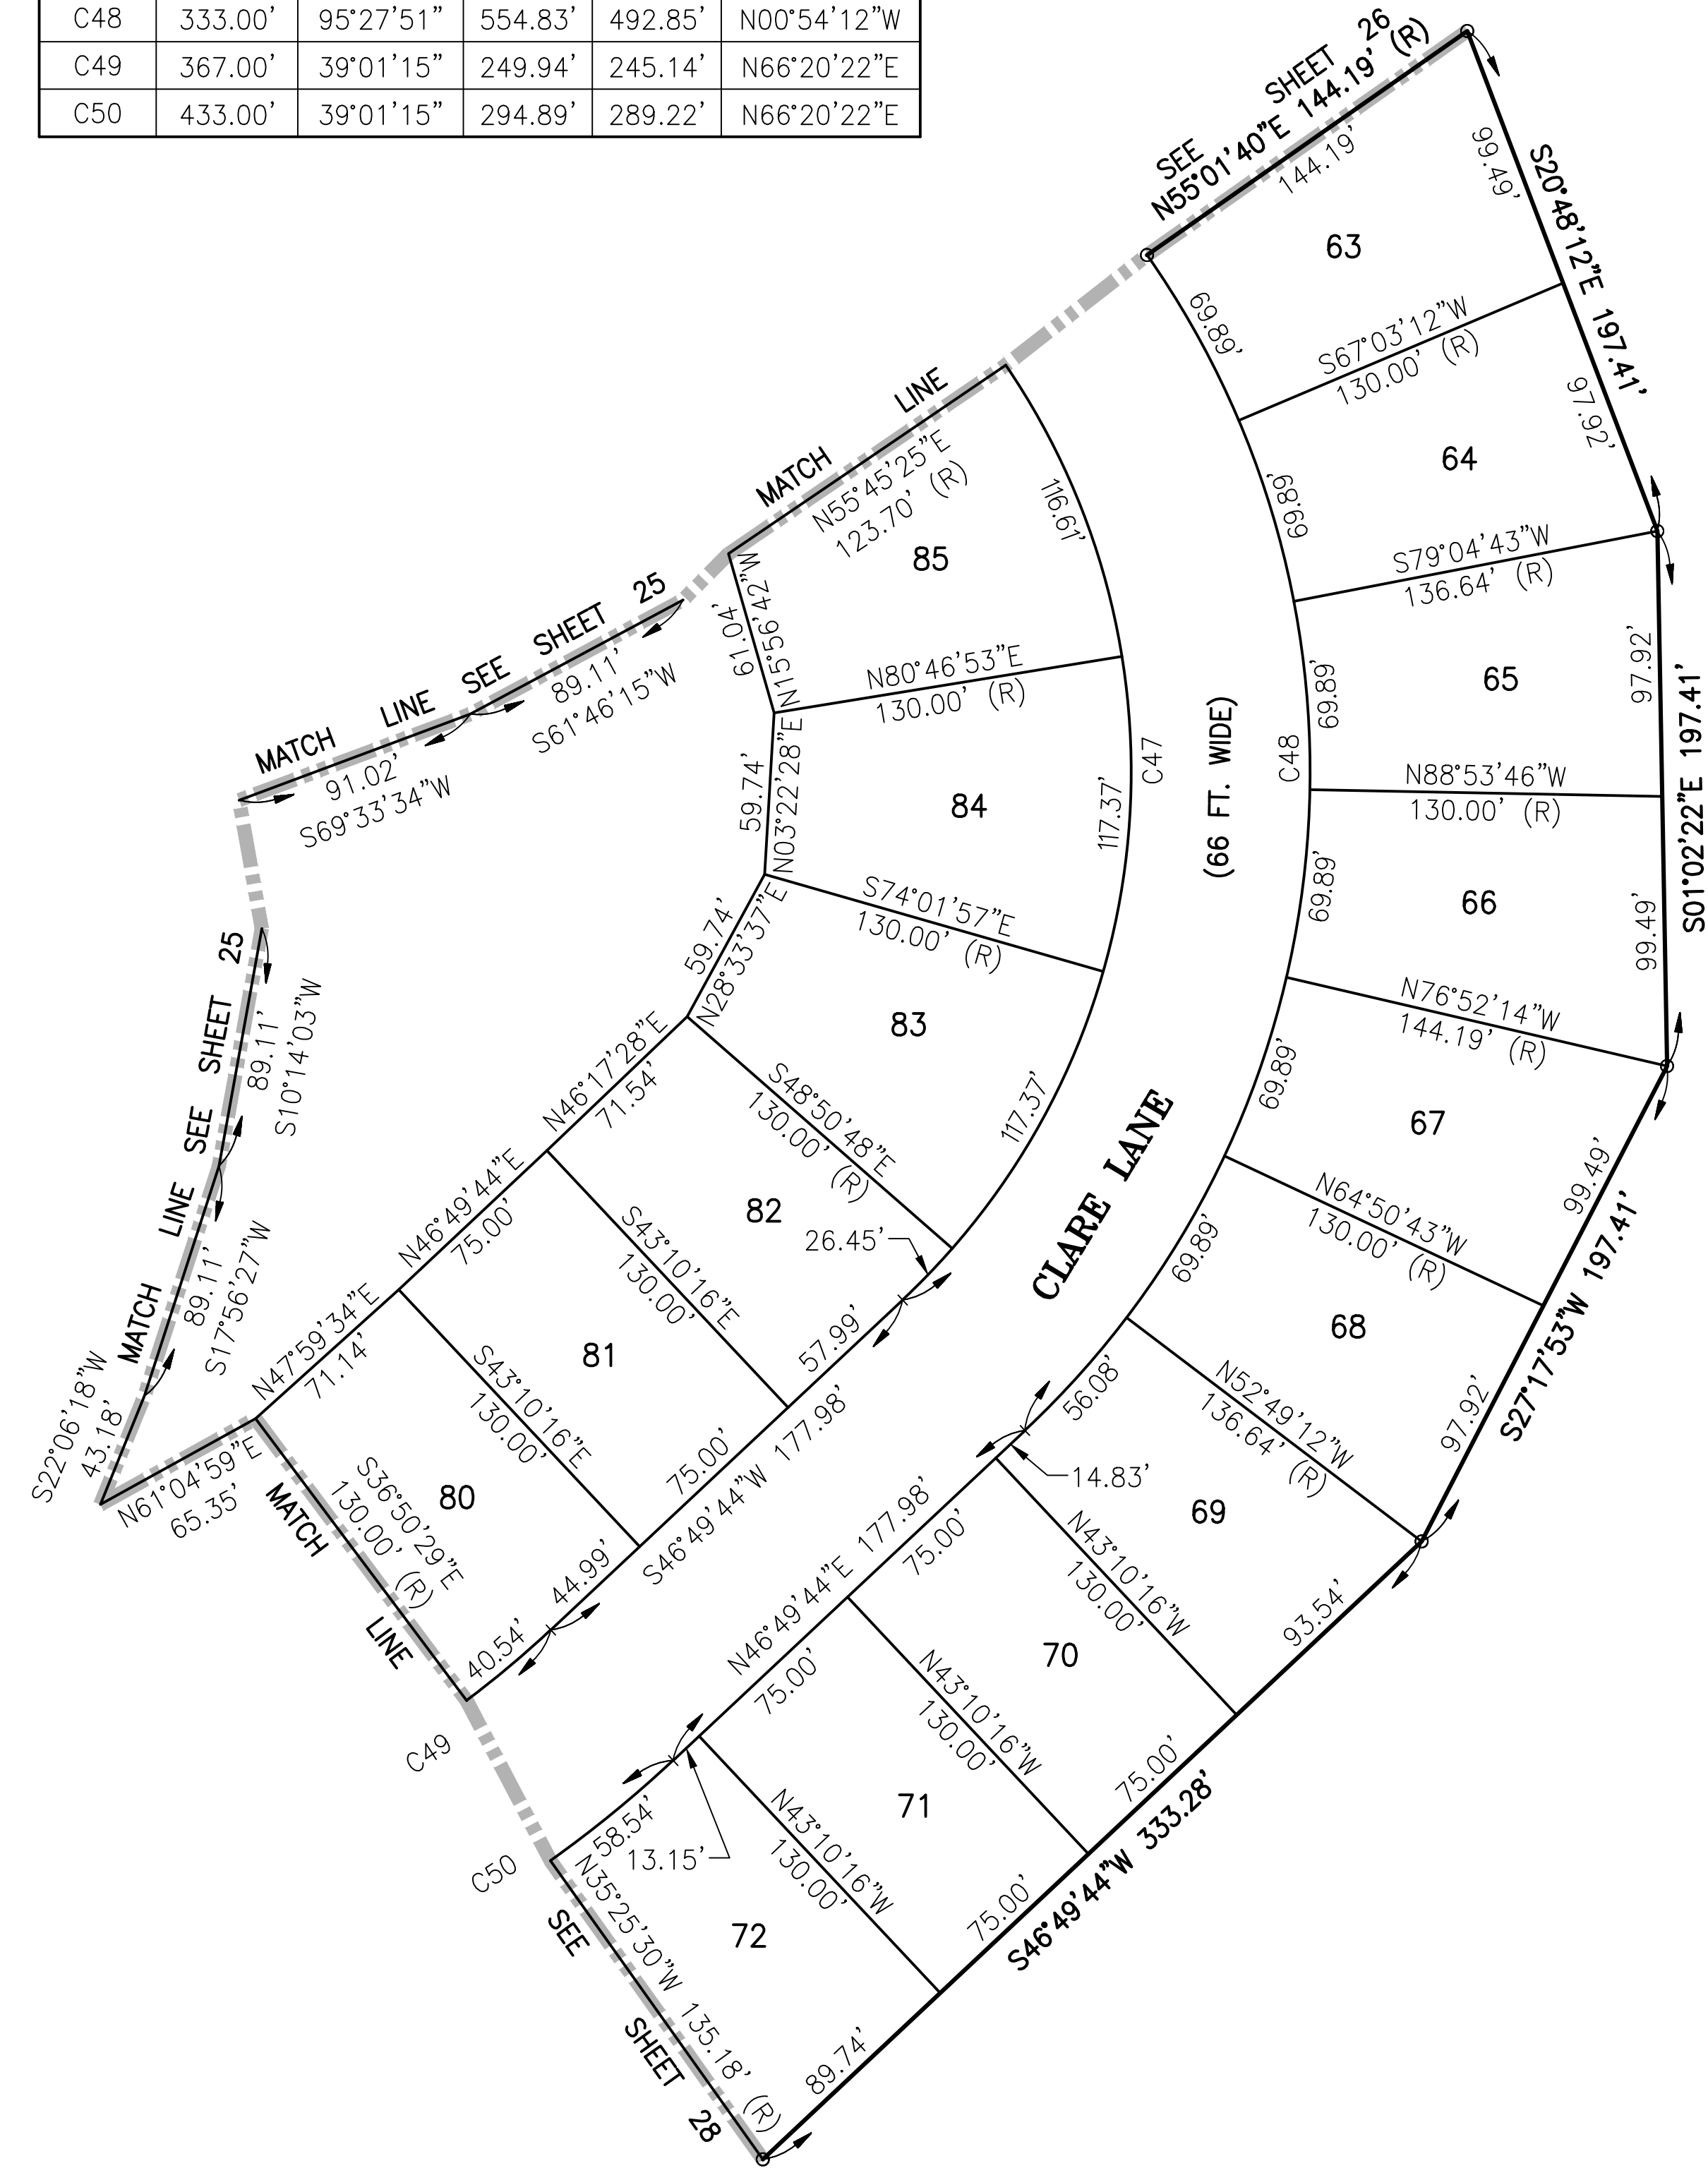 C48 333.00' 95°27'51" 554.83' 492.85' N00°54'12"W
C49 367.00' 39°01'15" 249.94' 245.14' N66°20'22"E
C50 433.00' 39°01'15" 294.89' 289.22' N66°20'22"E
SEE SHEET 26
N55°01'40"E 144.19' (R)
144.19'
99.49'
S20°48'12"E 197.41'
63
69.89'
S67°03'12"W
130.00' (R)
97.92'
64
69.89'
S79°04'43"W
136.64' (R)
MATCH LINE
N55°45'25"E
123.70' (R)
85
116.61'
N15°56'42"W
61.04'
N80°46'53"E
130.00' (R)
MATCH LINE SEE SHEET 25
89.11'
S61°46'15"W
91.02'
S69°33'34"W
65
69.89'
97.92'
S01°02'22"E 197.41'
C47
C48
(66 FT. WIDE)
N88°53'46"W
130.00' (R)
59.74'
N03°22'28"E
84
117.37'
S74°01'57"E
130.00' (R)
66
69.89'
99.49'
N76°52'14"W
144.19' (R)
59.74'
N28°33'37"E
83
117.37'
MATCH LINE SEE SHEET 25
89.11'
S10°14'03"W
89.11'
S17°56'27"W
S22°06'18"W
43.18'
N61°04'59"E
65.35'
N46°17'28"E
71.54'
S48°50'48"E
130.00' (R)
82
26.45'
CLARE LANE
69.89'
67
99.49'
S27°17'53"W 197.41'
N64°50'43"W
130.00' (R)
69.89'
68
97.92'
N46°49'44"E
75.00'
S43°10'16"E
130.00'
57.99'
81
N47°59'34"E
71.14'
S43°10'16"E
130.00'
75.00'
S46°49'44"W 177.98'
80
S36°50'29"E
130.00' (R)
MATCH LINE
44.99'
40.54'
56.08'
N52°49'12"W
136.64' (R)
14.83'
69
N46°49'44"E 177.98'
75.00'
N43°10'16"W
130.00'
93.54'
70
75.00'
N43°10'16"W
130.00'
75.00'
71
C49
C50
58.54'
13.15'
N43°10'16"W
130.00'
75.00'
S46°49'44"W 333.28'
72
N35°25'30"W 135.18' (R)
SEE SHEET 28
89.74'